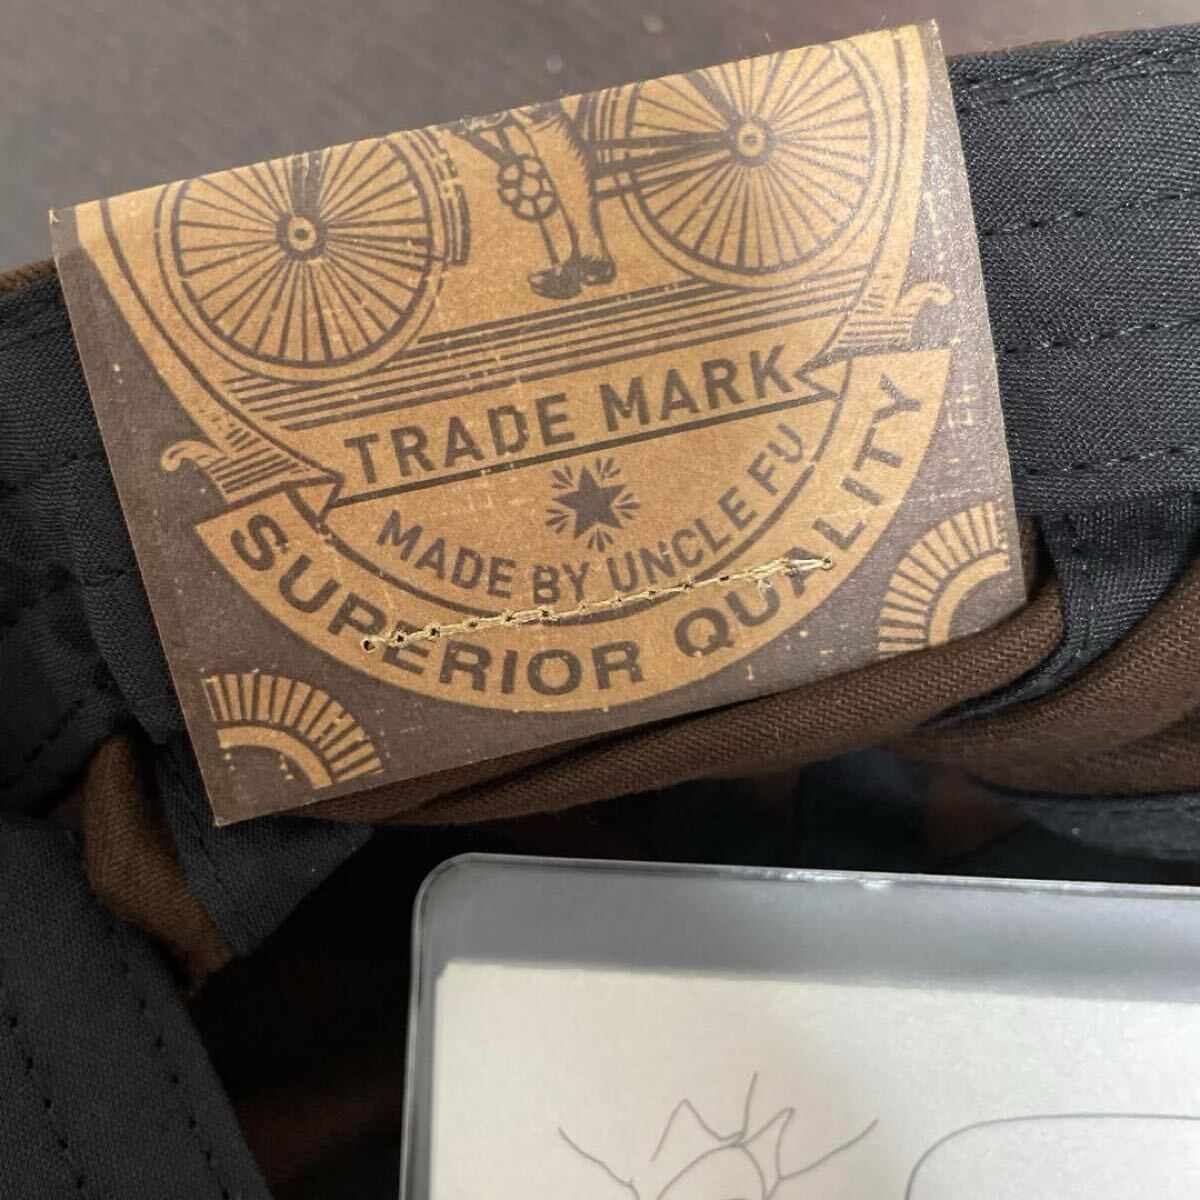 TRADE MARK
MADE BY UNCLE FU
SUPERIOR QUALITY